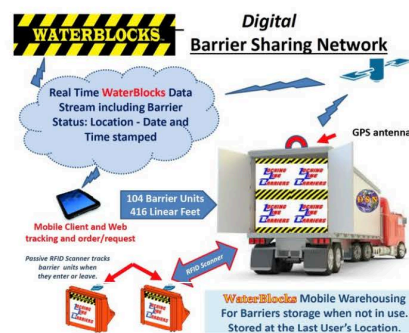 WATERBLOCKS
Digital
Barrier Sharing Network
Real Time WaterBlocks Data
Stream including Barrier
Status: Location - Date and
Time stamped
GPS antenna
104 Barrier Units
416 Linear Feet
Mobile Client and Web
tracking and order/request
Passive RFID Scanner tracks
barrier units when
they enter or leave.
RFID Scanner
WaterBlocks Mobile Warehousing
For Barriers storage when not in use.
Stored at the Last User's Location.